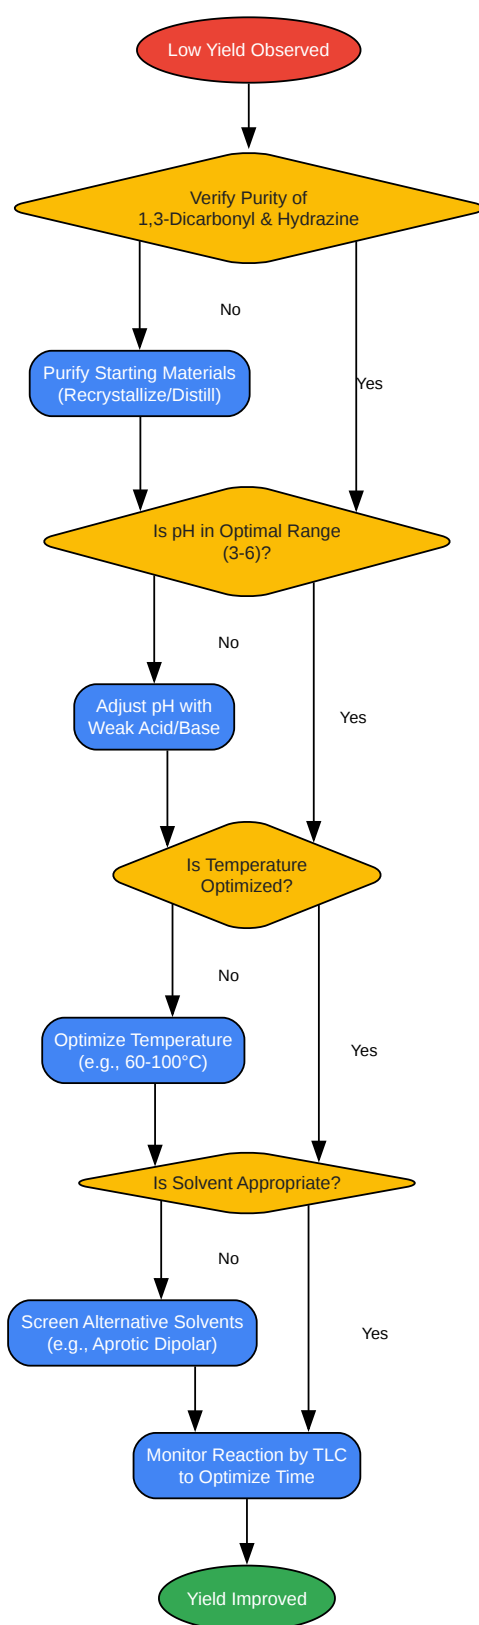 Low Yield Observed
Verify Purity of
1,3-Dicarbonyl & Hydrazine
No
Purify Starting Materials
(Recrystallize/Distill)
Yes
Is pH in Optimal Range
(3-6)?
No
Adjust pH with
Weak Acid/Base
Yes
Is Temperature
Optimized?
No
Optimize Temperature
(e.g., 60-100°C)
Yes
Is Solvent Appropriate?
No
Screen Alternative Solvents
(e.g., Aprotic Dipolar)
Yes
Monitor Reaction by TLC
to Optimize Time
Yield Improved